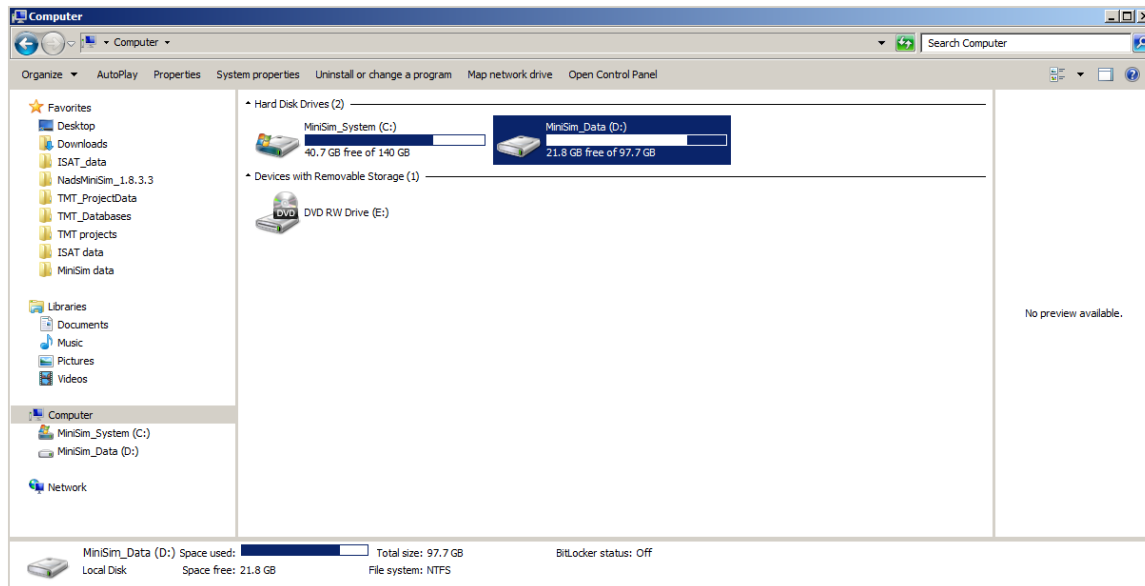 Computer
Computer
Search Computer
Organize AutoPlay Properties System properties Uninstall or change a program Map network drive Open Control Panel
Favorites
Desktop
Downloads
ISAT_data
NadsMiniSim_1.8.3.3
TMT_ProjectData
TMT_Databases
TMT projects
ISAT data
MiniSim data
Libraries
Documents
Music
Pictures
Videos
Computer
MiniSim_System (C:)
MiniSim_Data (D:)
Network
Hard Disk Drives (2)
MiniSim_System (C:)
40.7 GB free of 140 GB
MiniSim_Data (D:)
21.8 GB free of 97.7 GB
Devices with Removable Storage (1)
DVD
DVD RW Drive (E:)
No preview available.
MiniSim_Data (D:) Space used: Total size: 97.7 GB BitLocker status: Off
Local Disk Space free: 21.8 GB File system: NTFS